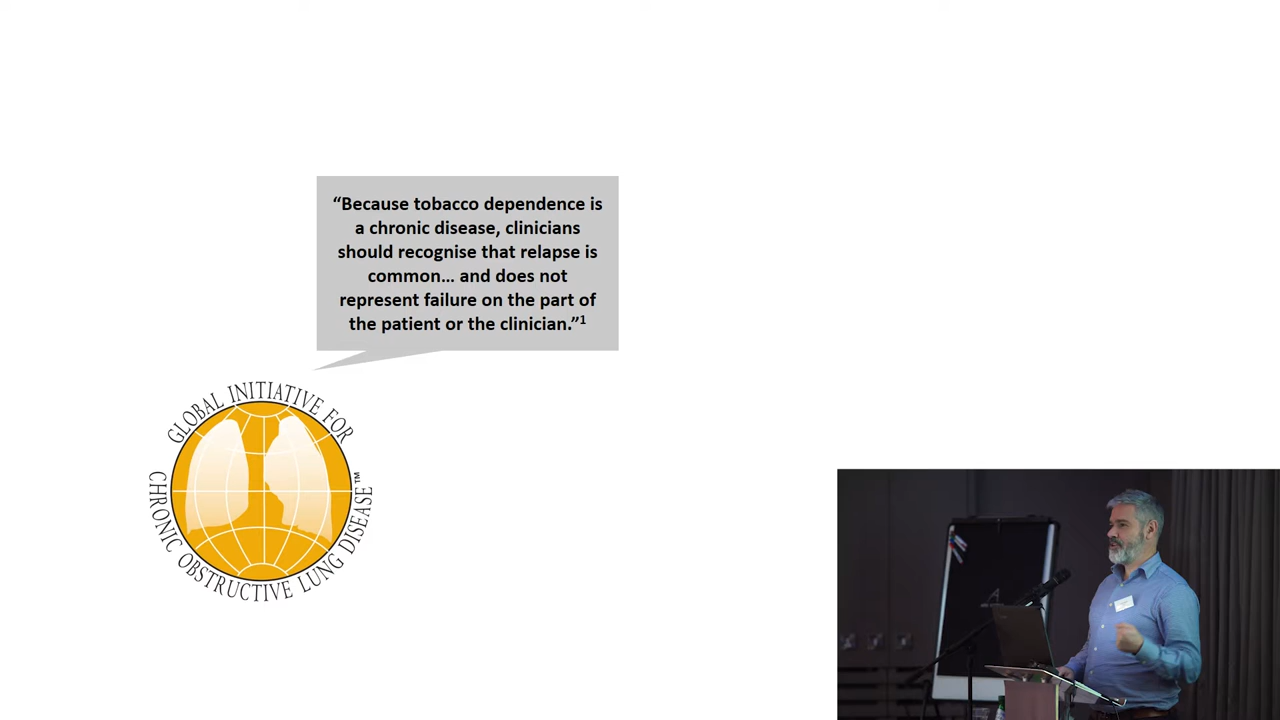 “Because tobacco dependence is
a chronic disease, clinicians
should recognise that relapse is
common… and does not
represent failure on the part of
the patient or the clinician.”1
GLOBAL INITIATIVE FOR
CHRONIC OBSTRUCTIVE LUNG DISEASE™